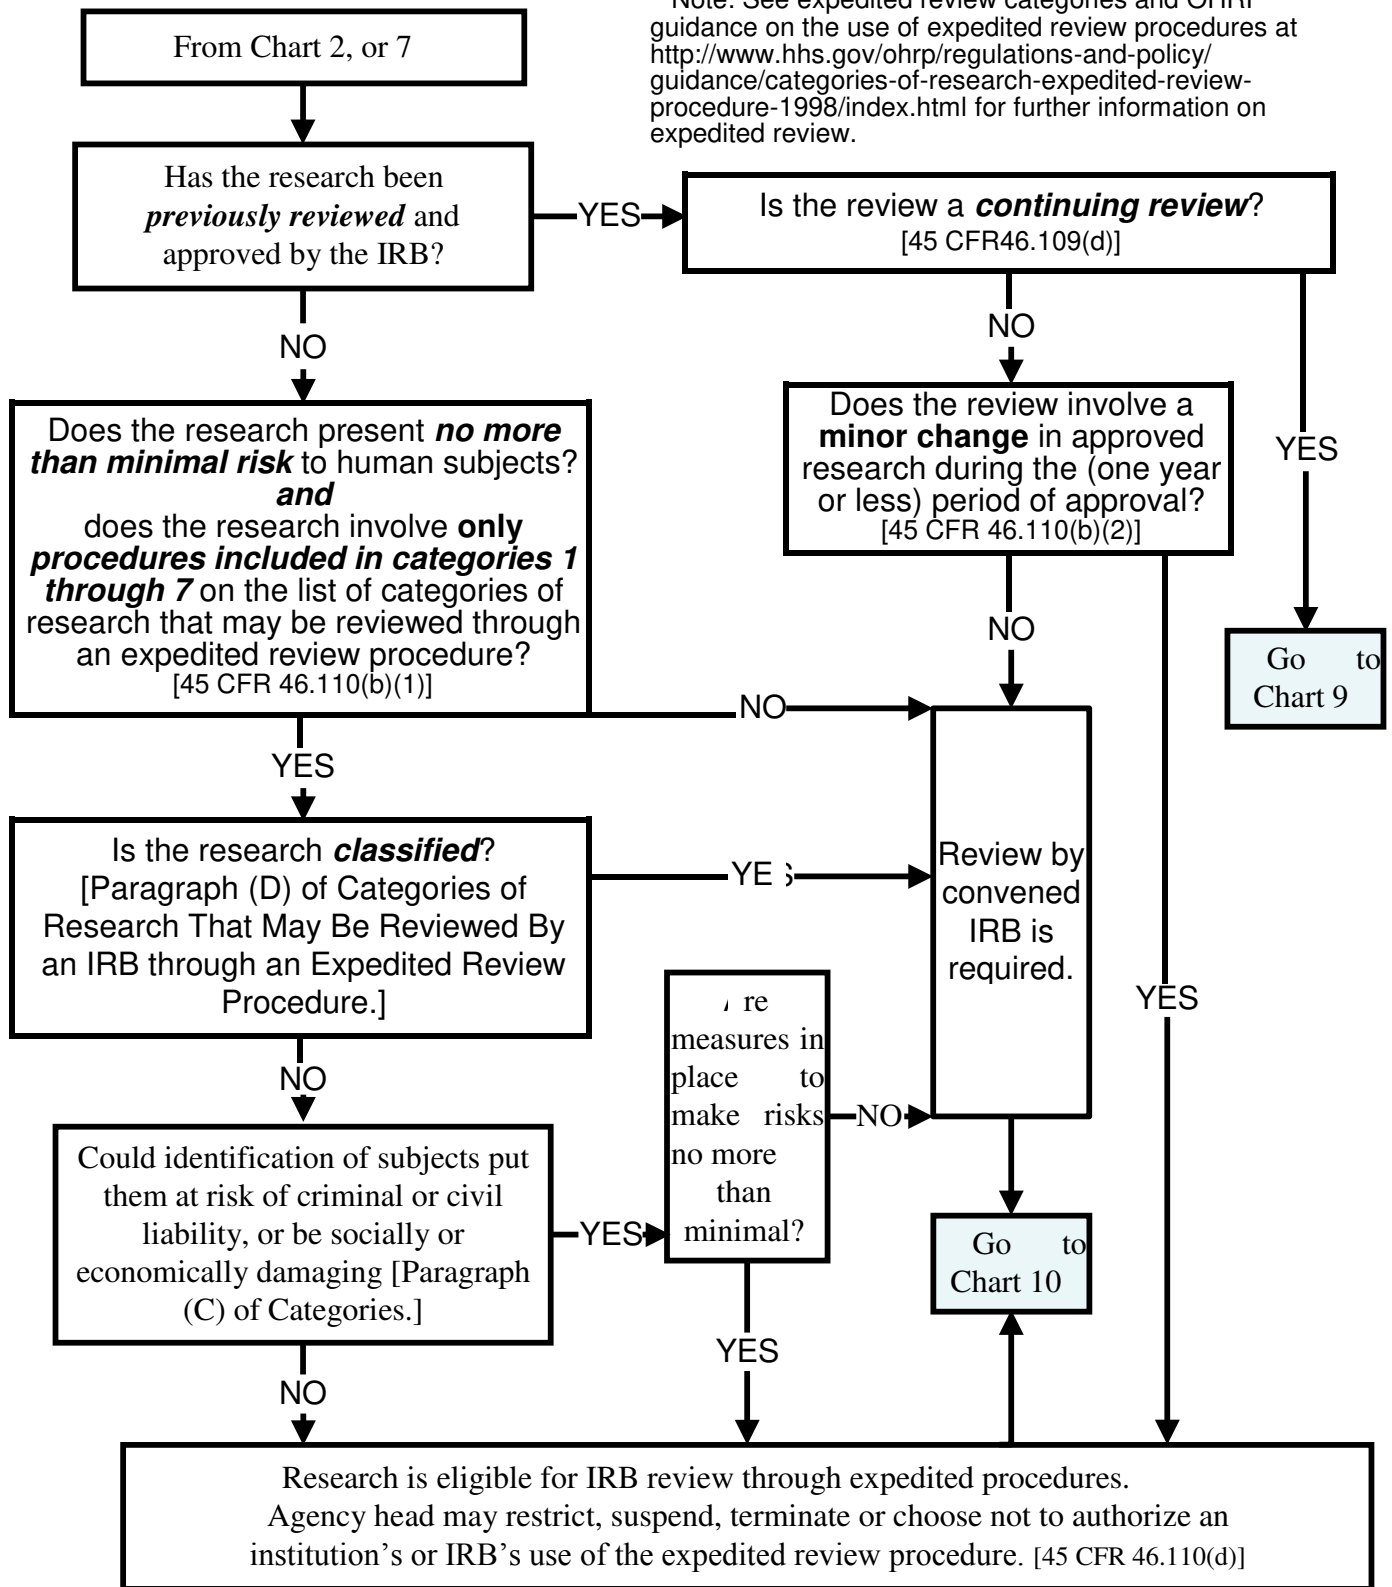 Note: See expedited review categories and OHRP
guidance on the use of expedited review procedures at
http://www.hhs.gov/ohrp/regulations-and-policy/
guidance/categories-of-research-expedited-review-
procedure-1998/index.html for further information on
expedited review.
From Chart 2, or 7
Has the research been
previously reviewed and
approved by the IRB?
YES
Is the review a continuing review?
[45 CFR46.109(d)]
NO
NO
YES
Does the research present no more
than minimal risk to human subjects?
and
does the research involve only
procedures included in categories 1
through 7 on the list of categories of
research that may be reviewed through
an expedited review procedure?
[45 CFR 46.110(b)(1)]
Does the review involve a
minor change in approved
research during the (one year
or less) period of approval?
[45 CFR 46.110(b)(2)]
NO
Go to
Chart 9
NO
YES
Is the research classified?
[Paragraph (D) of Categories of
Research That May Be Reviewed By
an IRB through an Expedited Review
Procedure.]
YES
Review by
convened
IRB is
required.
YES
NO
Could identification of subjects put
them at risk of criminal or civil
liability, or be socially or
economically damaging [Paragraph
(C) of Categories.]
YES
Are
measures in
place to
make risks
no more
than
minimal?
NO
Go to
Chart 10
NO
YES
Research is eligible for IRB review through expedited procedures.
Agency head may restrict, suspend, terminate or choose not to authorize an
institution’s or IRB’s use of the expedited review procedure. [45 CFR 46.110(d)]